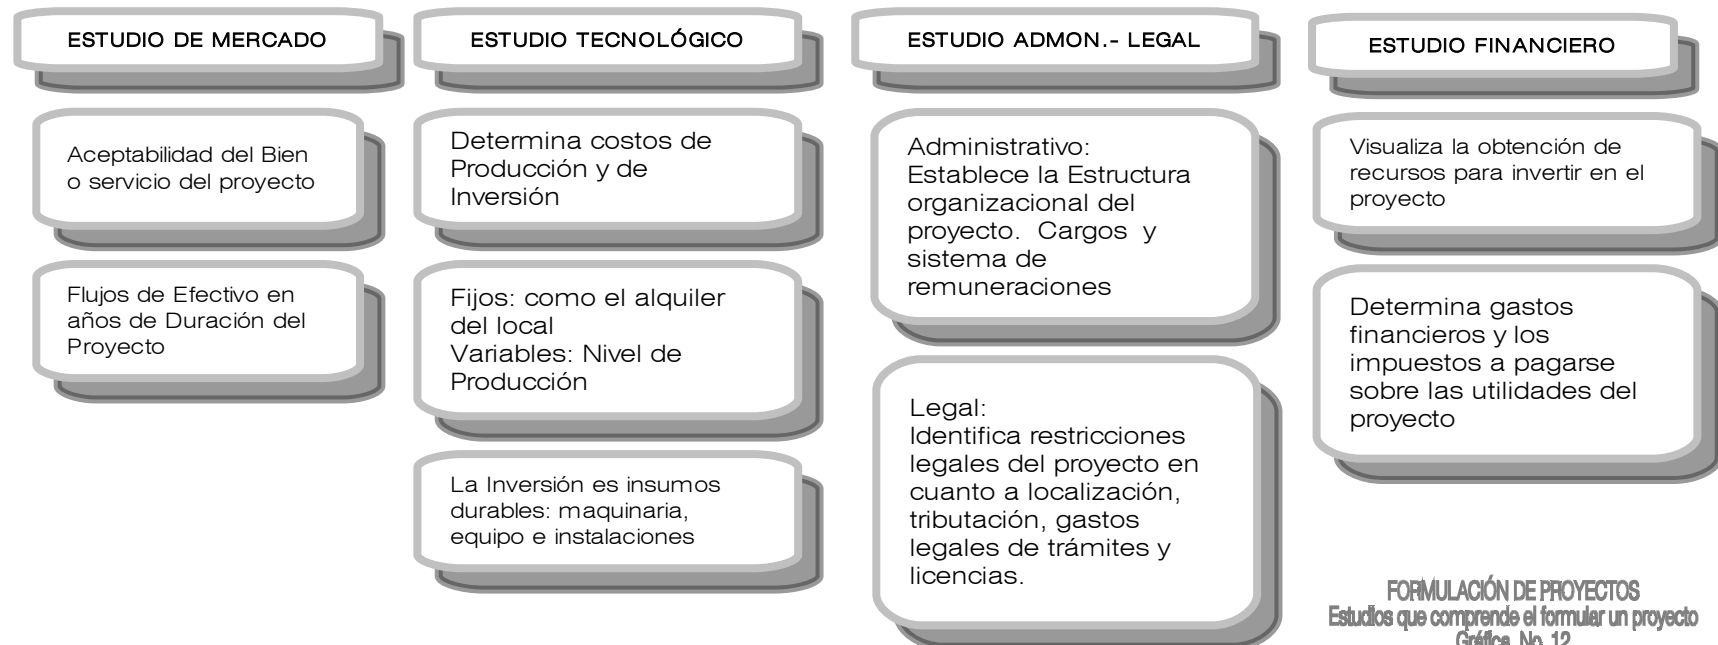 ESTUDIO DE MERCADO
Aceptabilidad del Bien
o servicio del proyecto
Flujos de Efectivo en
años de Duración del
Proyecto
ESTUDIO TECNOLÓGICO
Determina costos de
Producción y de
Inversión
Fijos: como el alquiler
del local
Variables: Nivel de
Producción
La Inversión es insumos
durables: maquinaria,
equipo e instalaciones
ESTUDIO ADMON.- LEGAL
Administrativo:
Establece la Estructura
organizacional del
proyecto. Cargos y
sistema de
remuneraciones
Legal:
Identifica restricciones
legales del proyecto en
cuanto a localización,
tributación, gastos
legales de trámites y
licencias.
ESTUDIO FINANCIERO
Visualiza la obtención de
recursos para invertir en el
proyecto
Determina gastos
financieros y los
impuestos a pagarse
sobre las utilidades del
proyecto
FORMULACIÓN DE PROYECTOS
Estudios que comprende el formular un proyecto
Gráfica No. 12